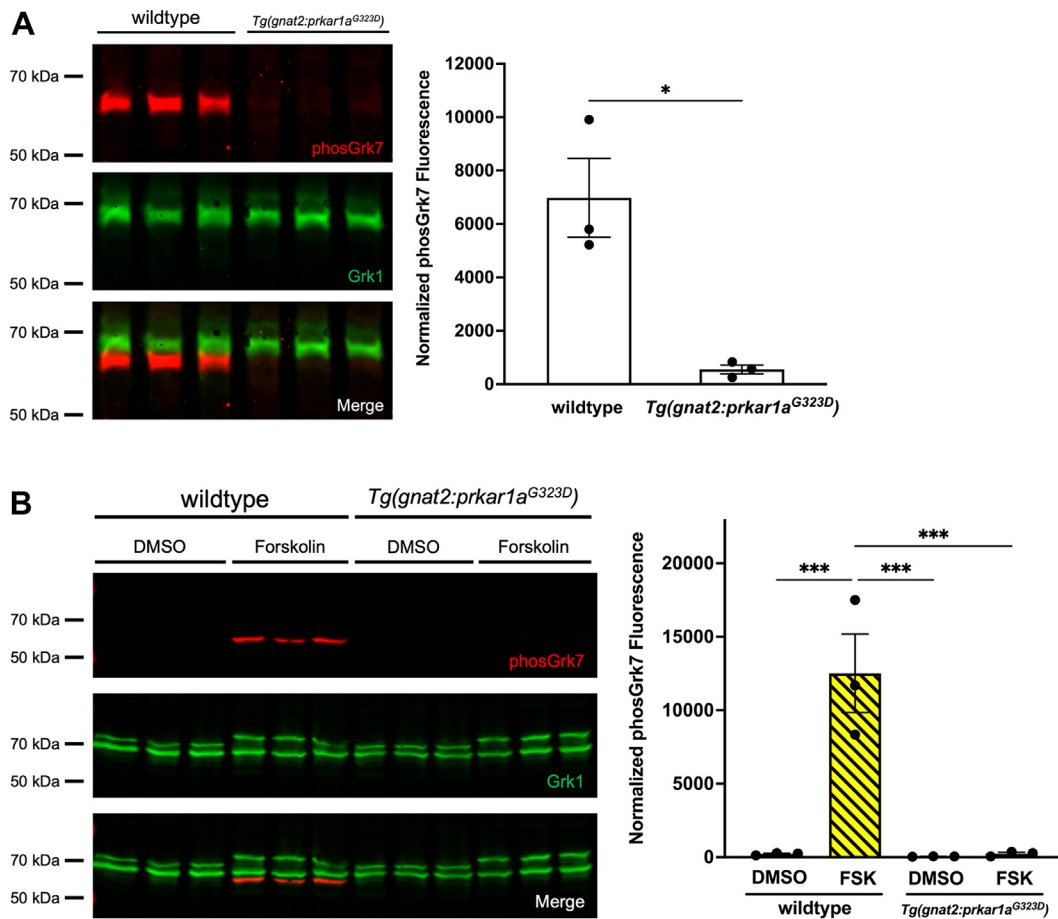 A
wildtype
Tg(gnat2:prkar1a^G323D)
70 kDa
50 kDa
phosGrk7
70 kDa
50 kDa
Grk1
70 kDa
50 kDa
Merge
Normalized phosGrk7 Fluorescence
12000
10000
8000
6000
4000
2000
0
*
wildtype
Tg(gnat2:prkar1a^G323D)
B
wildtype
Tg(gnat2:prkar1a^G323D)
DMSO
Forskolin
DMSO
Forskolin
70 kDa
50 kDa
phosGrk7
70 kDa
50 kDa
Grk1
70 kDa
50 kDa
Merge
Normalized phosGrk7 Fluorescence
20000
15000
10000
5000
0
***
***
***
DMSO
FSK
DMSO
FSK
wildtype
Tg(gnat2:prkar1a^G323D)